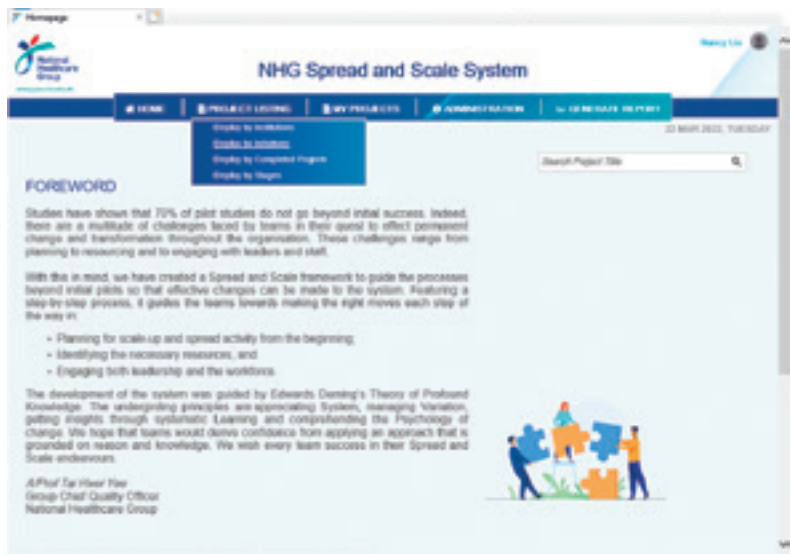 Homepage
National
Healthcare
Group
Nancy Liu
NHG Spread and Scale System
HOME
PROJECT LISTING
MY PROJECTS
ADMINISTRATION
GENERATE REPORT
22 MAR 2022, TUESDAY
Display by Institutions
Display by Initiatives
Display by Completed Projects
Display by Stages
Search Project Title
FOREWORD
Studies have shown that 70% of pilot studies do not go beyond initial success. Indeed,
there are a multitude of challenges faced by teams in their quest to effect permanent
change and transformation throughout the organisation. These challenges range from
planning to resourcing and to engaging with leaders and staff.
With this in mind, we have created a Spread and Scale framework to guide the processes
beyond initial pilots so that effective changes can be made to the system. Featuring a
step-by-step process, it guides the teams towards making the right moves each step of
the way in:
• Planning for scale-up and spread activity from the beginning;
• Identifying the necessary resources, and
• Engaging both leadership and the workforce.
The development of the system was guided by Edwards Deming's Theory of Profound
Knowledge. The undergirding principles are appreciating System, managing Variation,
getting insights through systematic Learning and comprehending the Psychology of
change. We hope that teams would derive confidence from applying an approach that is
grounded on reason and knowledge. We wish every team success in their Spread and
Scale endeavours.
A/Prof Tai Hwei Yee
Group Chief Quality Officer
National Healthcare Group